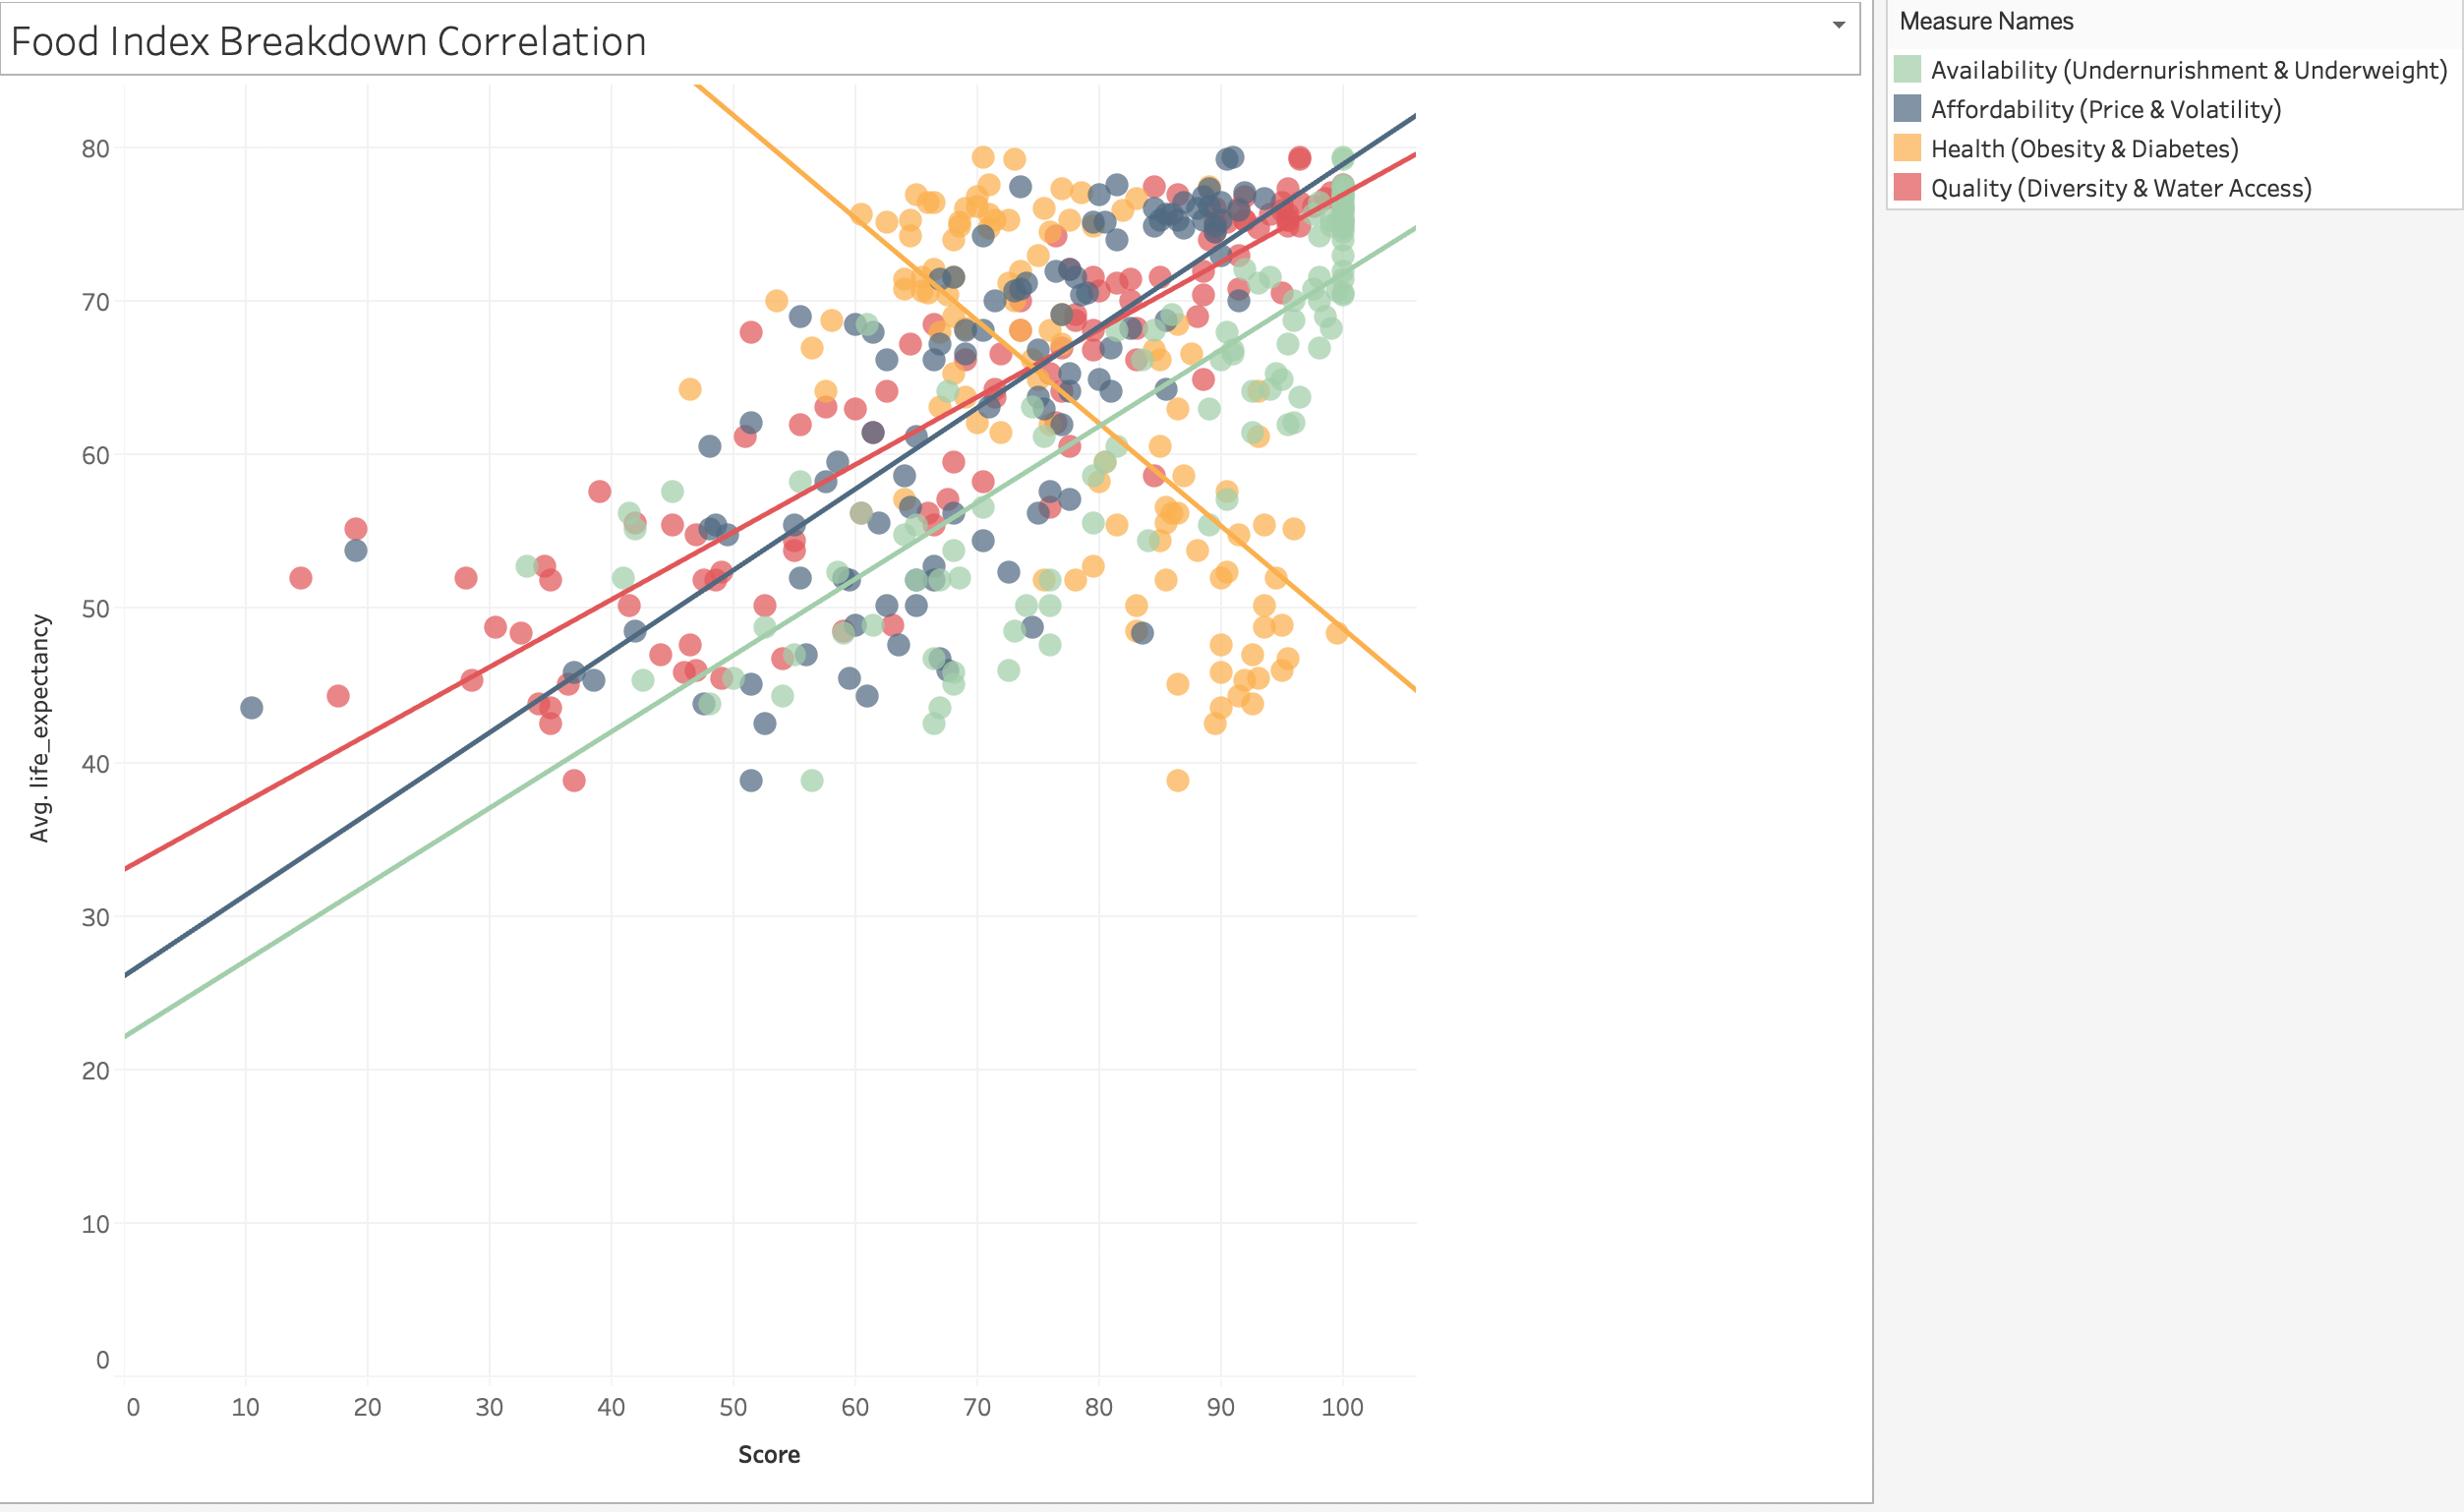 Food Index Breakdown Correlation
Measure Names
Availability (Undernurishment & Underweight)
Affordability (Price & Volatility)
Health (Obesity & Diabetes)
Quality (Diversity & Water Access)
80
70
60
50
40
30
20
10
0
Avg. life_expectancy
0 10 20 30 40 50 60 70 80 90 100
Score